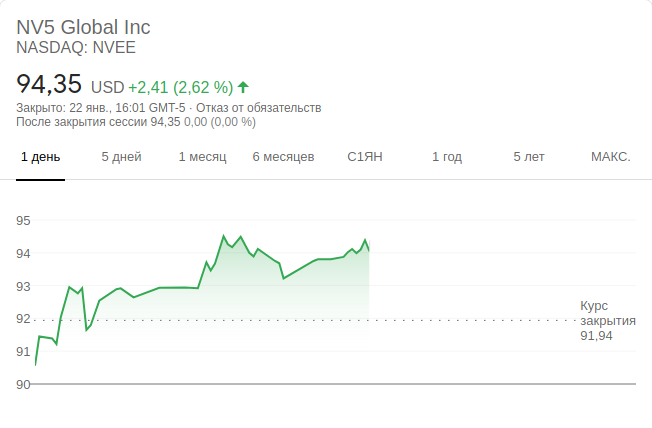 NV5 Global Inc
NASDAQ: NVEE
94,35 USD +2,41 (2,62 %)
Закрыто: 22 янв., 16:01 GMT-5 · Отказ от обязательств
После закрытия сессии 94,35 0,00 (0,00 %)
1 день 5 дней 1 месяц 6 месяцев С1ЯН 1 год 5 лет МАКС.
95
94
93
92
91
90
Курс
закрытия
91,94